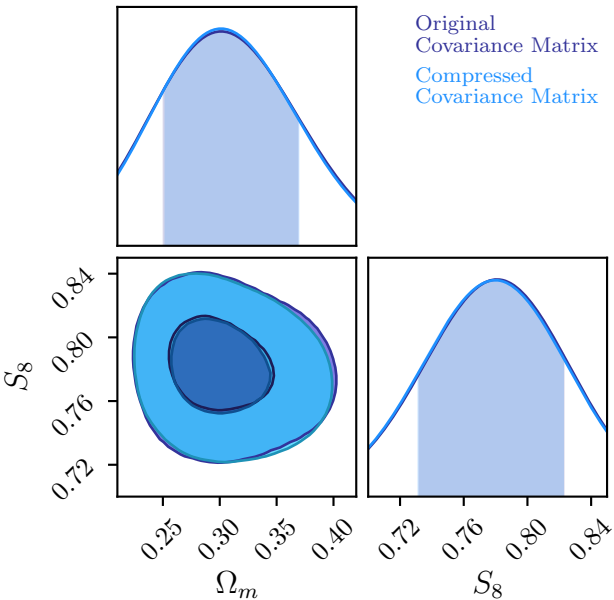 Original
Covariance Matrix
Compressed
Covariance Matrix
S₈
0.84
0.80
0.76
0.72
0.25
0.30
0.35
0.40
Ωₘ
0.72
0.76
0.80
0.84
S₈